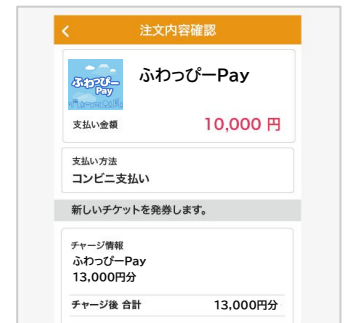 注文内容確認
ふわっぴー
Pay
ふわっぴーPay
支払い金額
10,000 円
支払い方法
コンビニ支払い
新しいチケットを発券します。
チャージ情報
ふわっぴーPay
13,000円分
チャージ後 合計 13,000円分